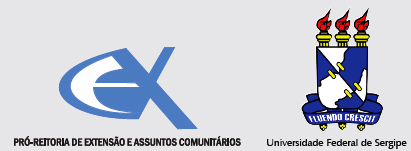 PRÓ-REITORIA DE EXTENSÃO E ASSUNTOS COMUNITÁRIOS
FLUENDO CRESCIT
Universidade Federal de Sergipe